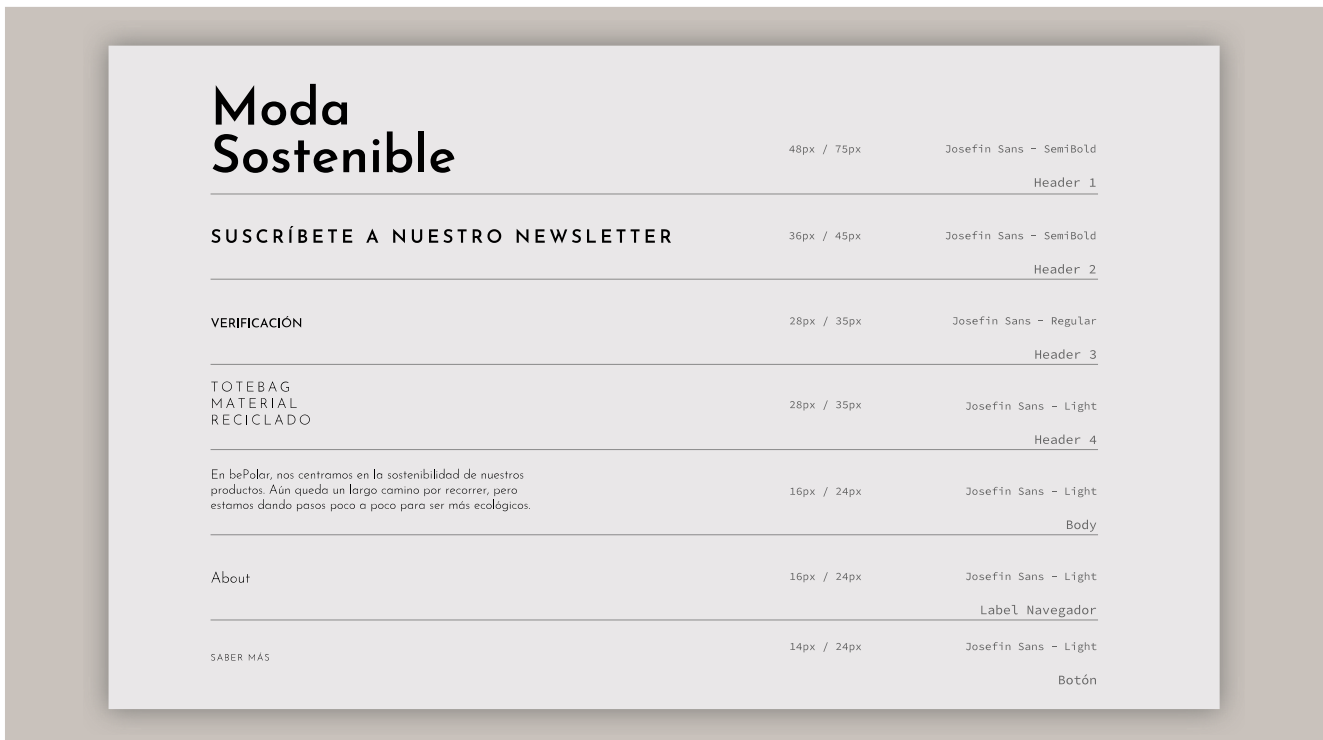 Moda
Sostenible
48px / 75px
Josefin Sans - SemiBold
Header 1
SUSCRÍBETE A NUESTRO NEWSLETTER
36px / 45px
Josefin Sans - SemiBold
Header 2
VERIFICACIÓN
28px / 35px
Josefin Sans - Regular
Header 3
TOTEBAG
MATERIAL
RECICLADO
28px / 35px
Josefin Sans - Light
Header 4
En bePolar, nos centramos en la sostenibilidad de nuestros
productos. Aún queda un largo camino por recorrer, pero
estamos dando pasos poco a poco para ser más ecológicos.
16px / 24px
Josefin Sans - Light
Body
About
16px / 24px
Josefin Sans - Light
Label Navegador
SABER MÁS
14px / 24px
Josefin Sans - Light
Botón